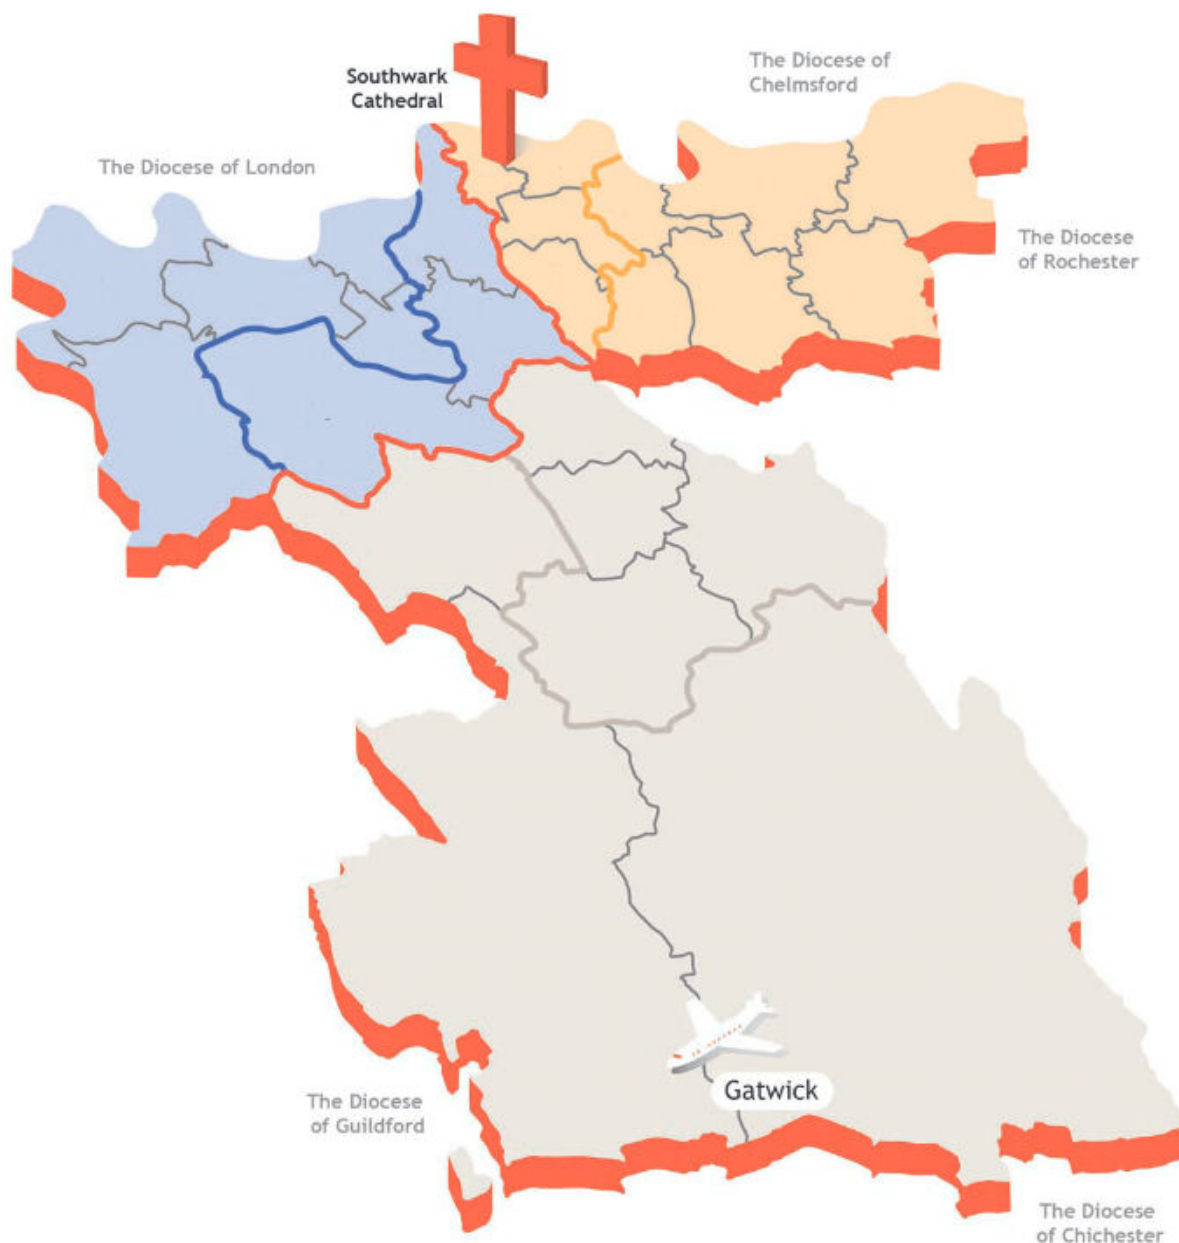 The Diocese of
Chelmsford
Southwark
Cathedral
The Diocese of London
The Diocese
of Rochester
Gatwick
The Diocese
of Guildford
The Diocese
of Chichester